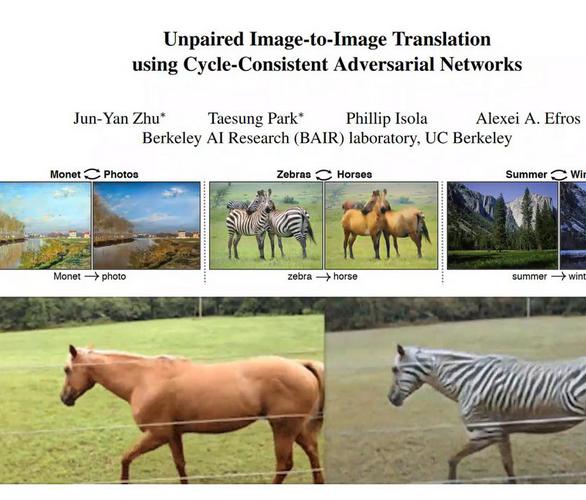 Unpaired Image-to-Image Translation
using Cycle-Consistent Adversarial Networks
Jun-Yan Zhu* Taesung Park* Phillip Isola Alexei A. Efros
Berkeley AI Research (BAIR) laboratory, UC Berkeley
Monet Photos
Zebras Horses
Summer Win
Monet → photo
zebra → horse
summer → wint